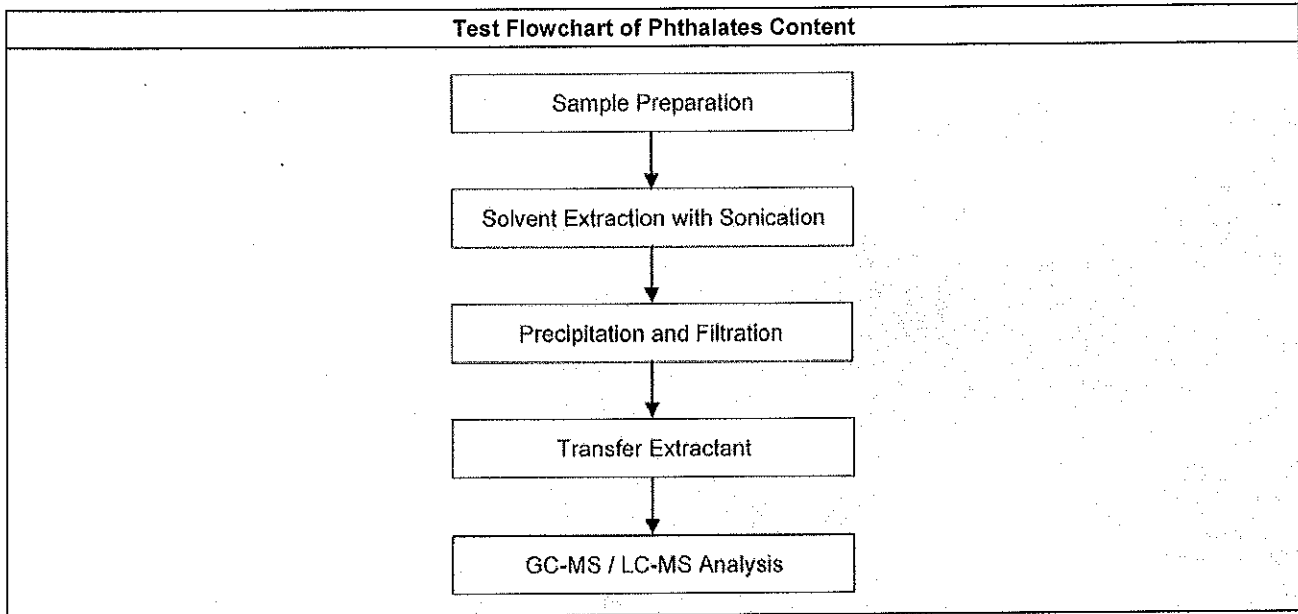 Test Flowchart of Phthalates Content
Sample Preparation
Solvent Extraction with Sonication
Precipitation and Filtration
Transfer Extractant
GC-MS / LC-MS Analysis